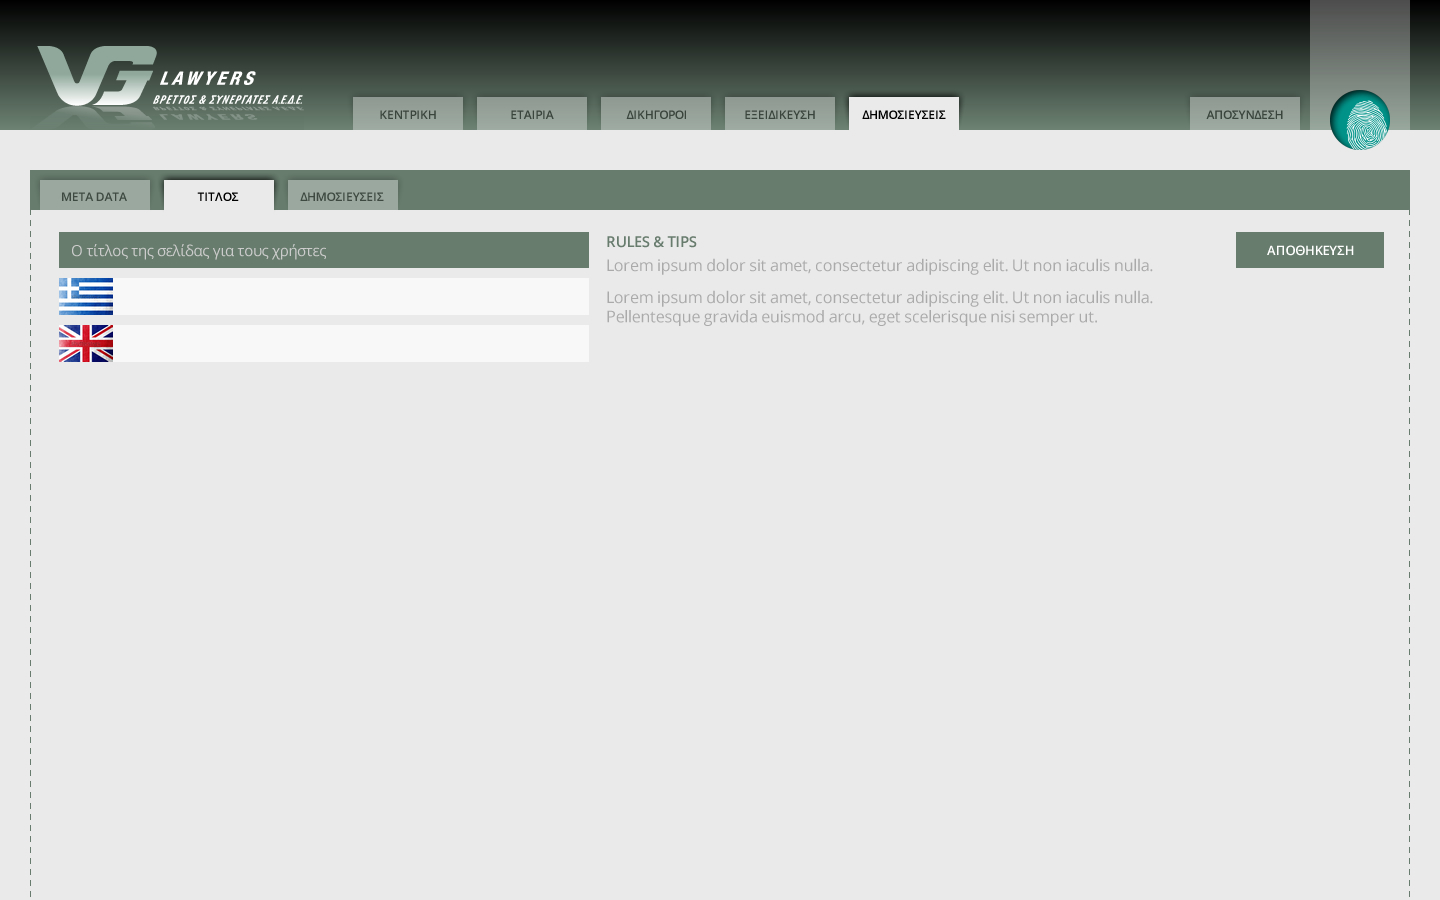 VG LAWYERS
ΒΡΕΤΤΟΣ & ΣΥΝΕΡΓΑΤΕΣ Α.Ε.Δ.Ε.
ΚΕΝΤΡΙΚΗ
ΕΤΑΙΡΙΑ
ΔΙΚΗΓΟΡΟΙ
ΕΞΕΙΔΙΚΕΥΣΗ
ΔΗΜΟΣΙΕΥΣΕΙΣ
ΑΠΟΣΥΝΔΕΣΗ
META DATA
ΤΙΤΛΟΣ
ΔΗΜΟΣΙΕΥΣΕΙΣ
Ο τίτλος της σελίδας για τους χρήστες
RULES & TIPS
Lorem ipsum dolor sit amet, consectetur adipiscing elit. Ut non iaculis nulla.
Lorem ipsum dolor sit amet, consectetur adipiscing elit. Ut non iaculis nulla.
Pellentesque gravida euismod arcu, eget scelerisque nisi semper ut.
ΑΠΟΘΗΚΕΥΣΗ